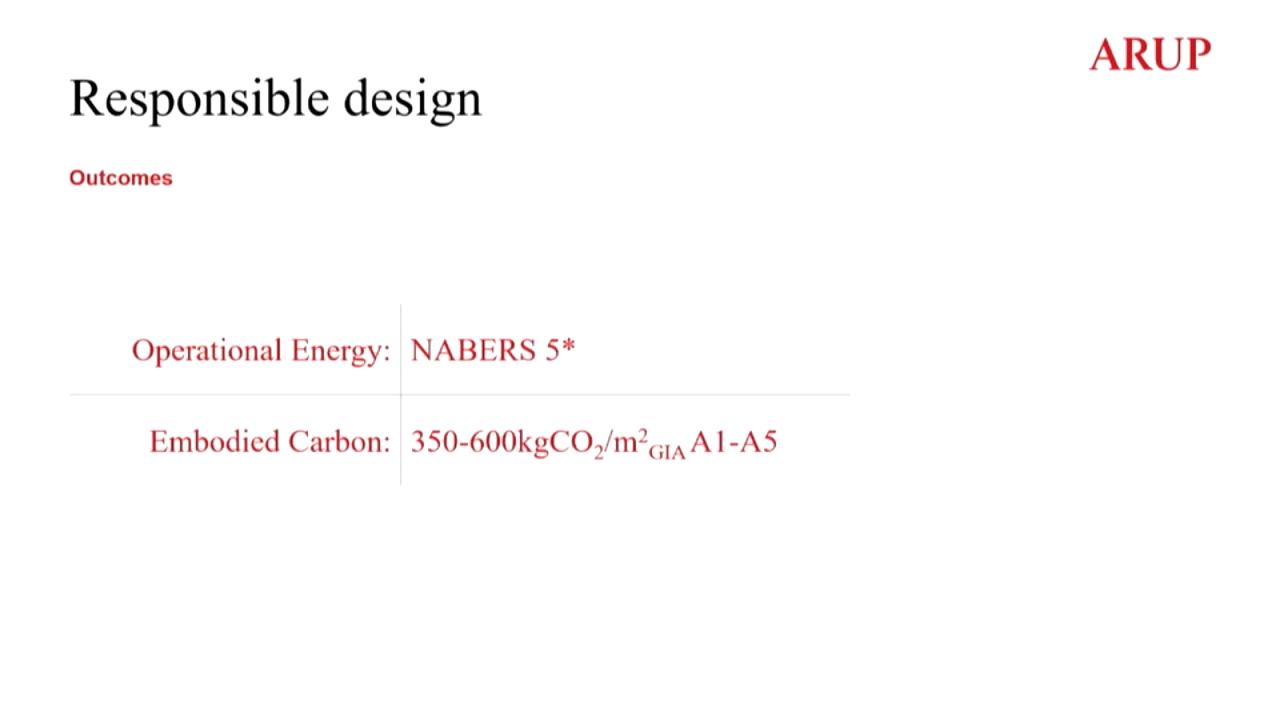 ARUP
Responsible design
Outcomes
Operational Energy: NABERS 5*
Embodied Carbon: 350-600kgCO₂/m²GIA A1-A5